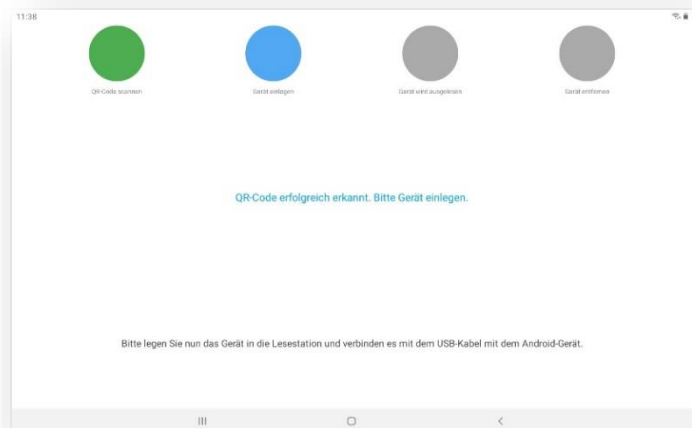 11:38
QR-Code scannen
Gerät einlegen
Gerät wird ausgelesen
Gerät entfernen
QR-Code erfolgreich erkannt. Bitte Gerät einlegen.
Bitte legen Sie nun das Gerät in die Lesestation und verbinden es mit dem USB-Kabel mit dem Android-Gerät.